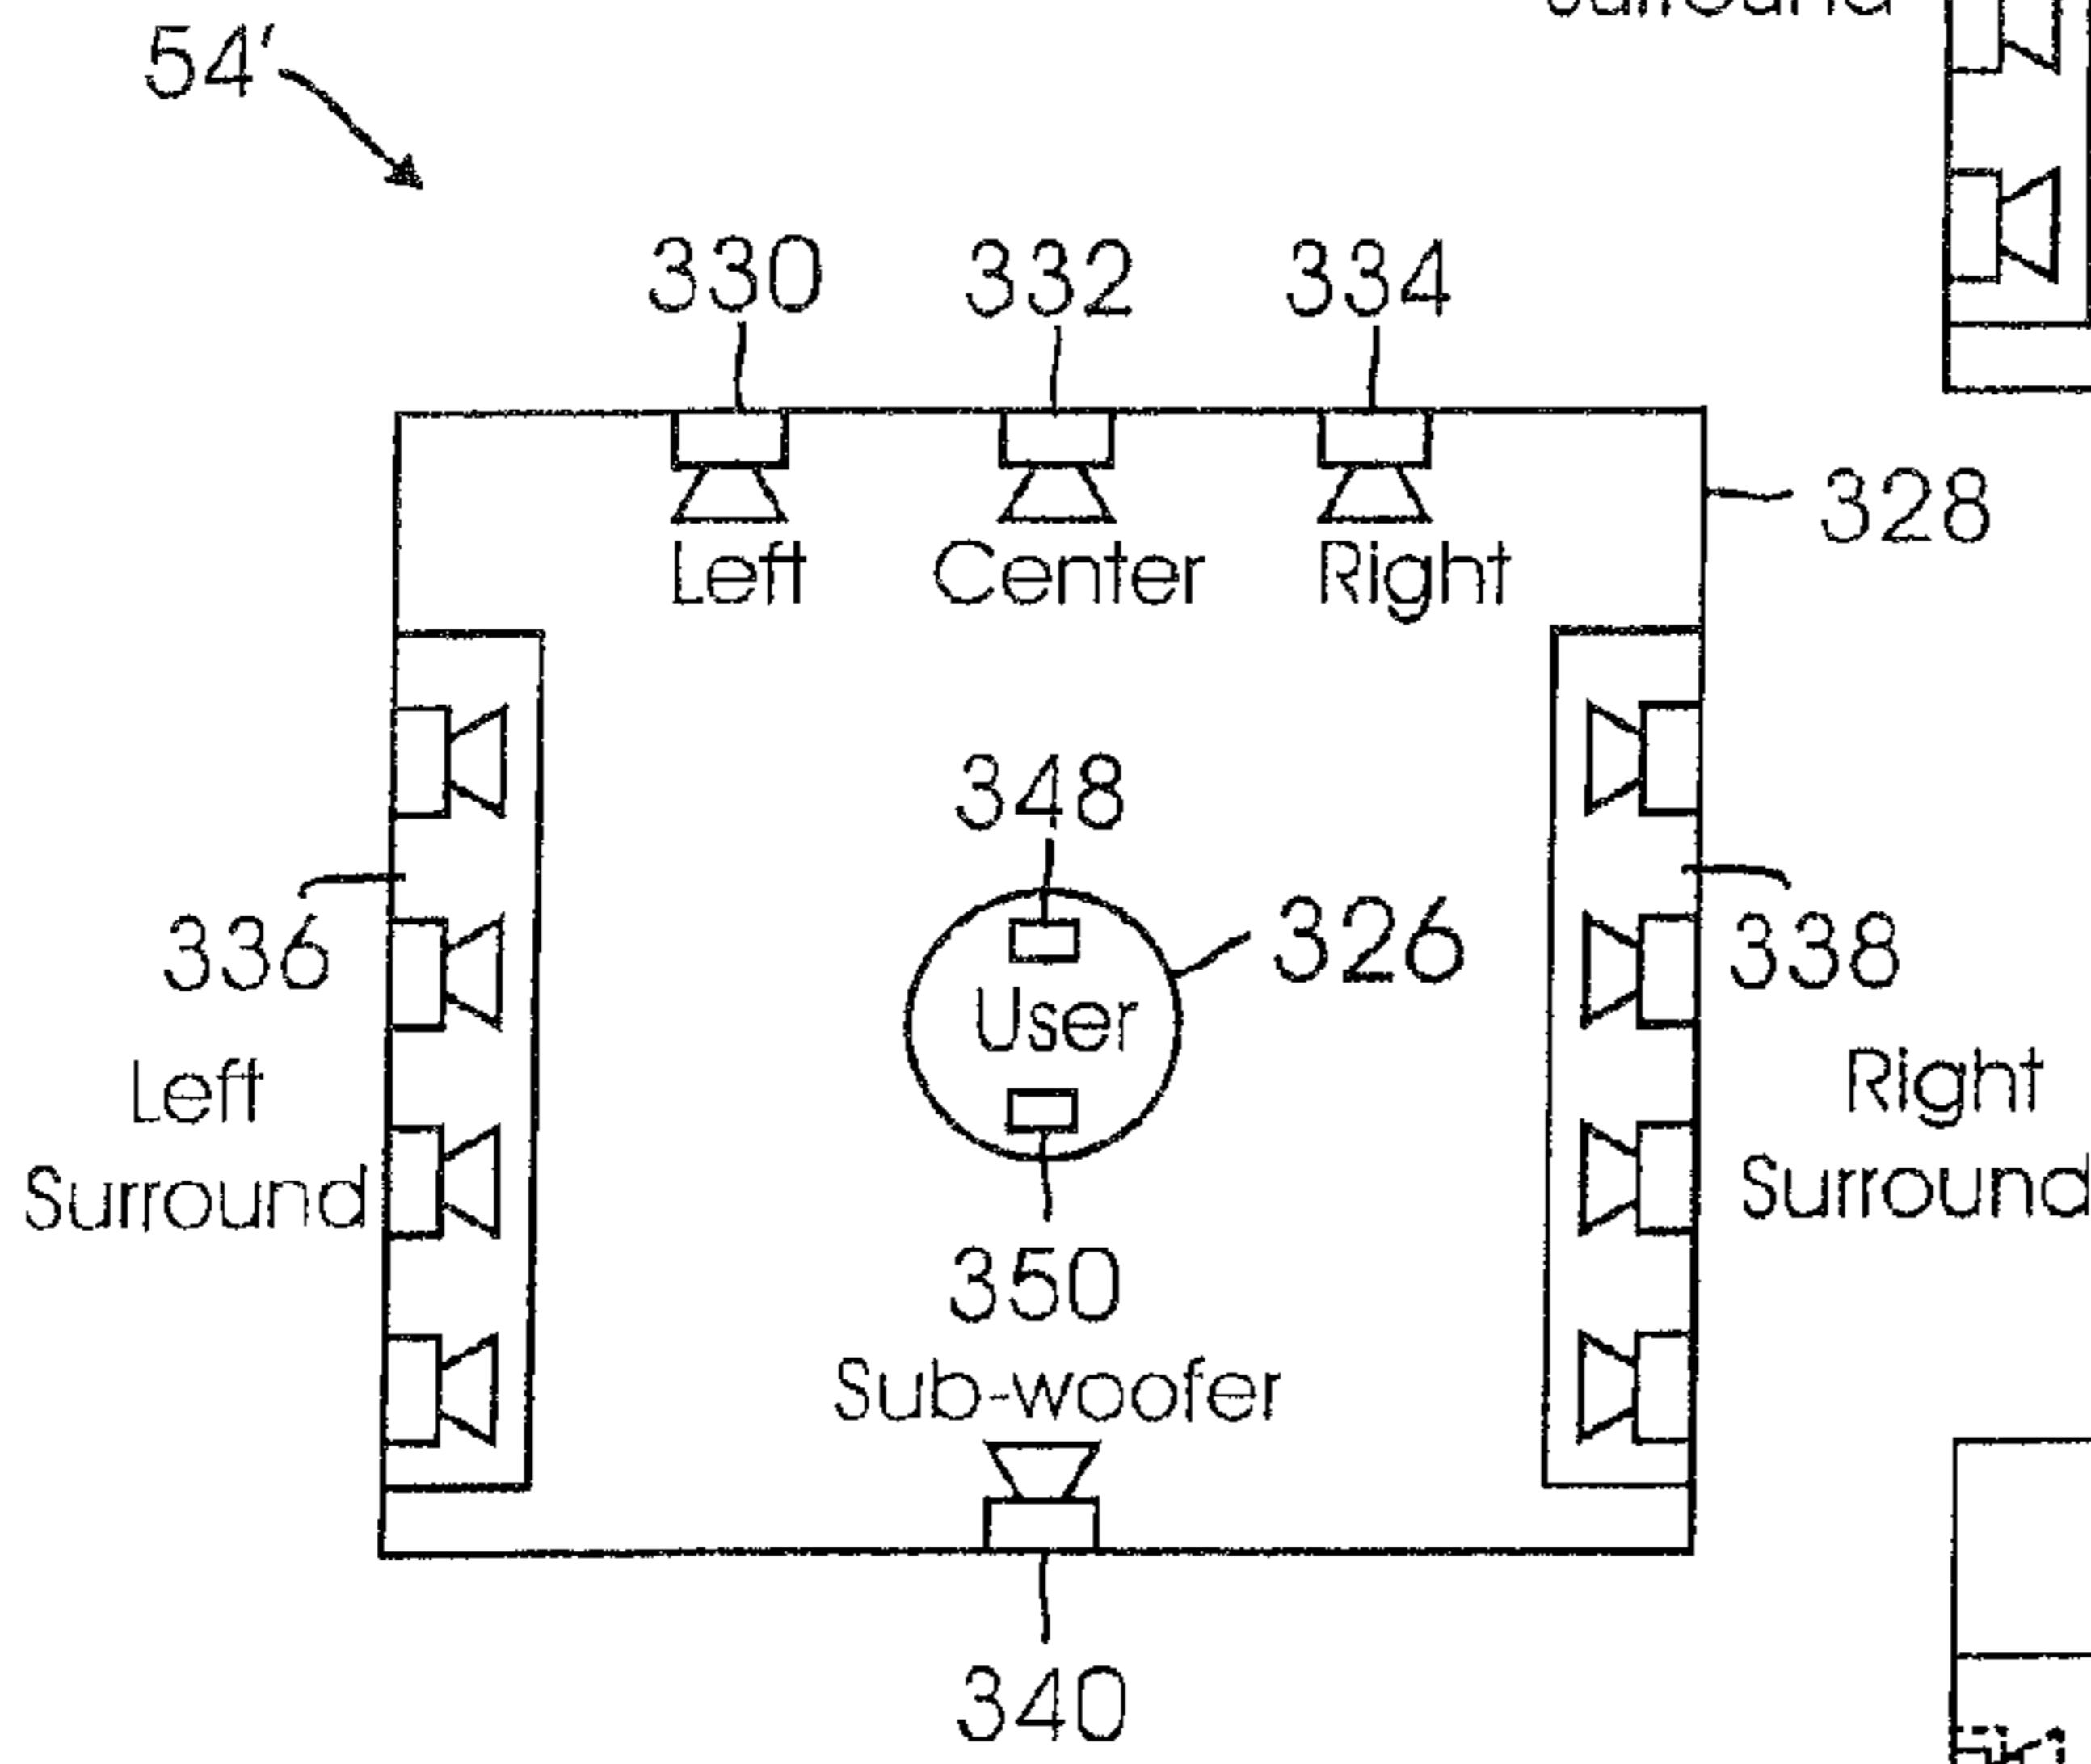 54'
Surround
330 332 334
328
Left Center Right
348
336 326 338
User
Left
Surround
Right
Surround
350
Sub-woofer
340